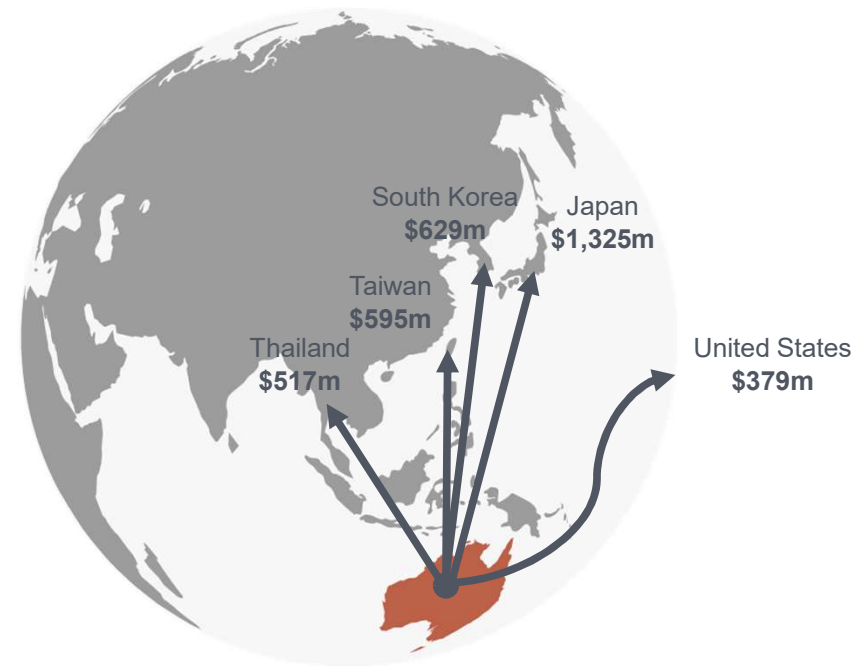 South Korea
$629m
Japan
$1,325m
Taiwan
$595m
Thailand
$517m
United States
$379m